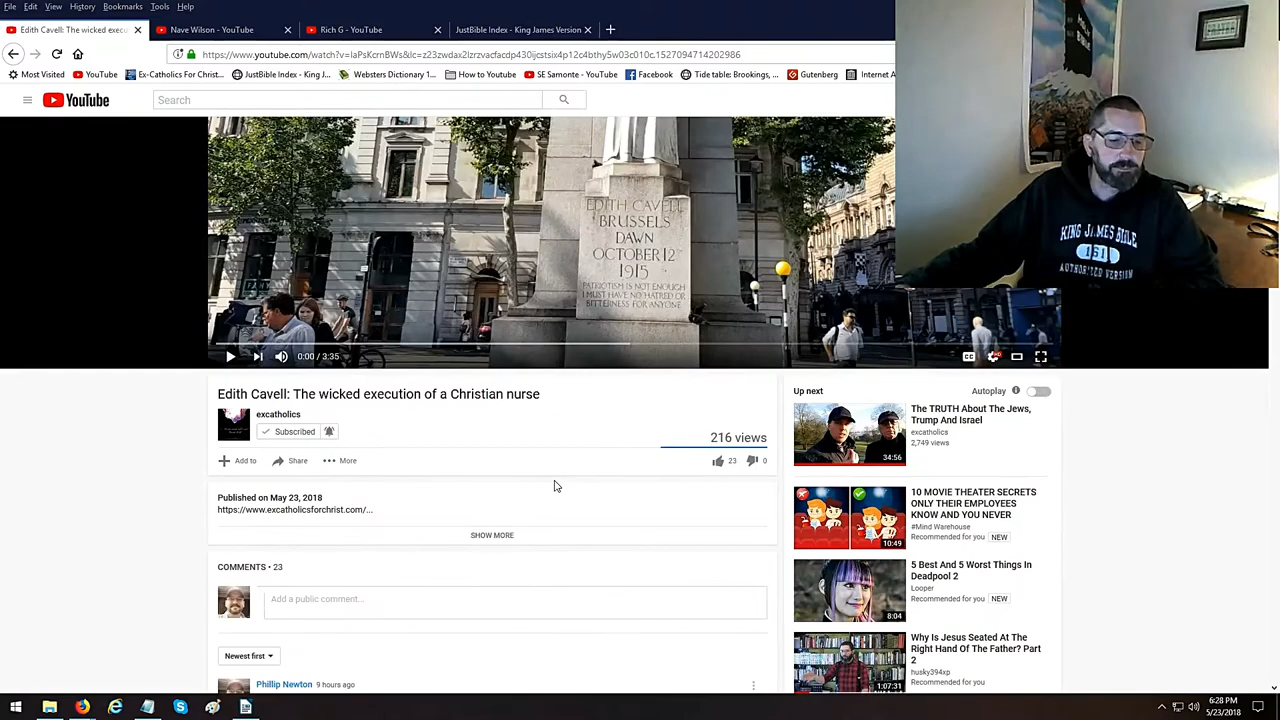 File Edit View History Bookmarks Tools Help
Edith Cavell: The wicked execu
Nave Wilson - YouTube
Rich G - YouTube
JustBible Index - King James Version
https://www.youtube.com/watch?v=
Most Visited YouTube Ex-Catholics For Christ... JustBible Index - King J... Websters Dictionary 1... How to Youtube SE Samonte - YouTube Facebook Tide table: Brookings, ... Gutenberg Internet A
YouTube
Search
EDITH CAVELL
BRUSSELS
DAWN
OCTOBER 12
1915
PATRIOTISM IS NOT ENOUGH
I MUST HAVE NO HATRED OR
BITTERNESS FOR ANYONE
KING JAMES BIBLE
1611
AUTHORIZED VERSION
0:00 / 3:35
CC
HD
Edith Cavell: The wicked execution of a Christian nurse
excatholics
Subscribed
216 views
Add to Share More
23 0
Published on May 23, 2018
https://www.excatholicsforchrist.com/...
SHOW MORE
COMMENTS • 23
Add a public comment...
Newest first
Phillip Newton 9 hours ago
Up next
Autoplay
The TRUTH About The Jews,
Trump And Israel
excatholics
2,749 views
34:56
10 MOVIE THEATER SECRETS
ONLY THEIR EMPLOYEES
KNOW AND YOU NEVER
#Mind Warehouse
Recommended for you NEW
10:49
5 Best And 5 Worst Things In
Deadpool 2
Looper
Recommended for you NEW
8:04
Why Is Jesus Seated At The
Right Hand Of The Father? Part
2
husky394xp
Recommended for you
1:07:31
6:28 PM
5/23/2018